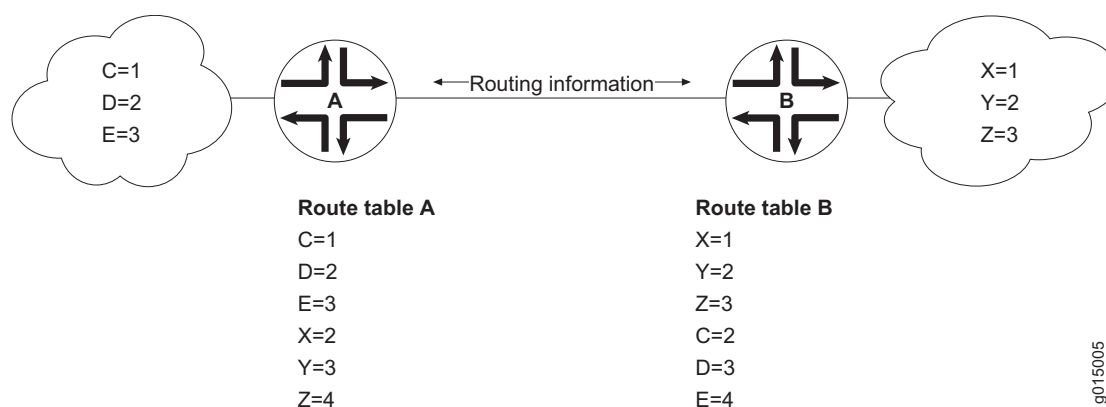 C=1
D=2
E=3
A
Routing information
B
X=1
Y=2
Z=3
Route table A
C=1
D=2
E=3
X=2
Y=3
Z=4
Route table B
X=1
Y=2
Z=3
C=2
D=3
E=4
g015005